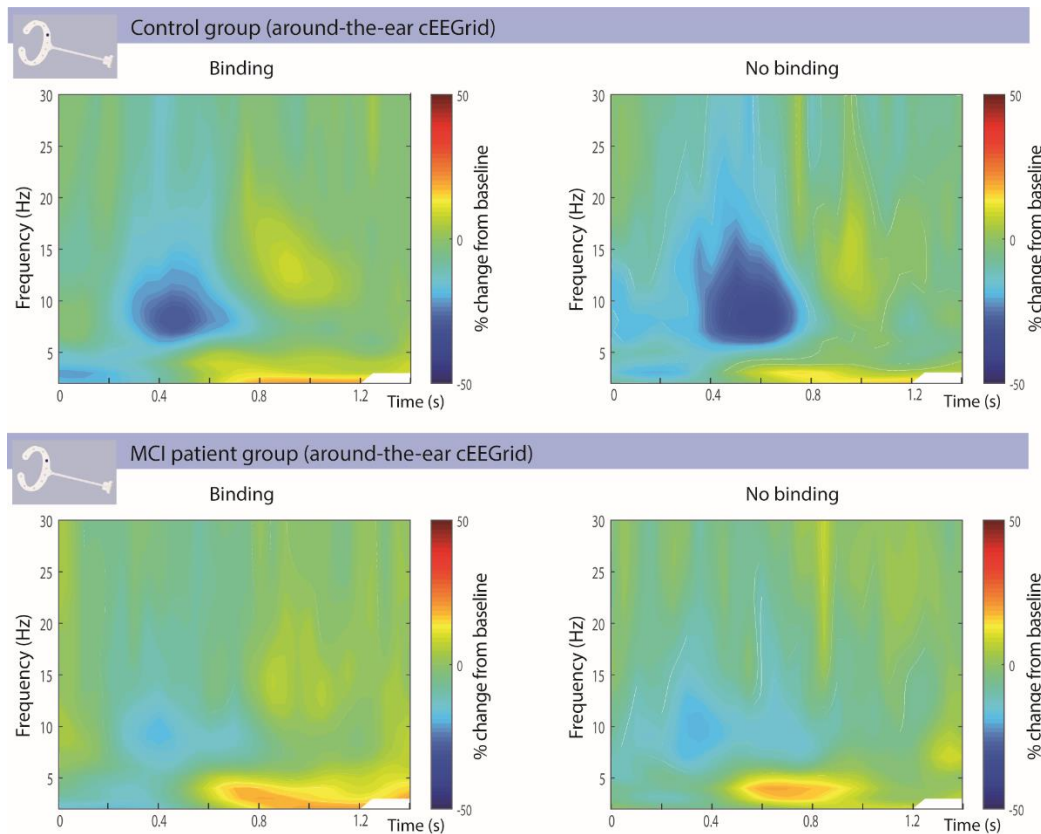 Control group (around-the-ear cEEGrid)
Binding
No binding
30
25
20
15
10
5
Frequency (Hz)
0
0.4
0.8
1.2
Time (s)
50
0
-50
% change from baseline
30
25
20
15
10
5
Frequency (Hz)
0
0.4
0.8
1.2
Time (s)
50
0
-50
% change from baseline
MCI patient group (around-the-ear cEEGrid)
Binding
No binding
30
25
20
15
10
5
Frequency (Hz)
0
0.4
0.8
1.2
Time (s)
50
0
-50
% change from baseline
30
25
20
15
10
5
Frequency (Hz)
0
0.4
0.8
1.2
Time (s)
50
0
-50
% change from baseline